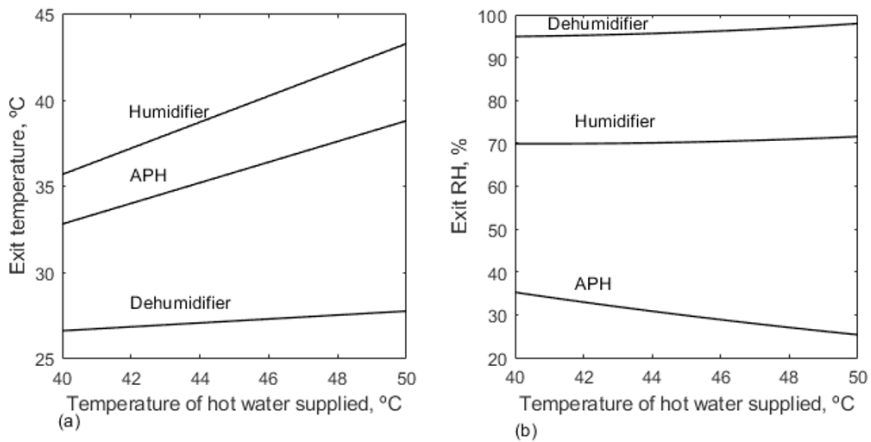 45
40
35
30
25
Exit temperature, ºC
Humidifier
APH
Dehumidifier
40 42 44 46 48 50
Temperature of hot water supplied, ºC
(a)
100
90
80
70
60
50
40
30
20
Exit RH, %
Dehumidifier
Humidifier
APH
40 42 44 46 48 50
Temperature of hot water supplied, ºC
(b)